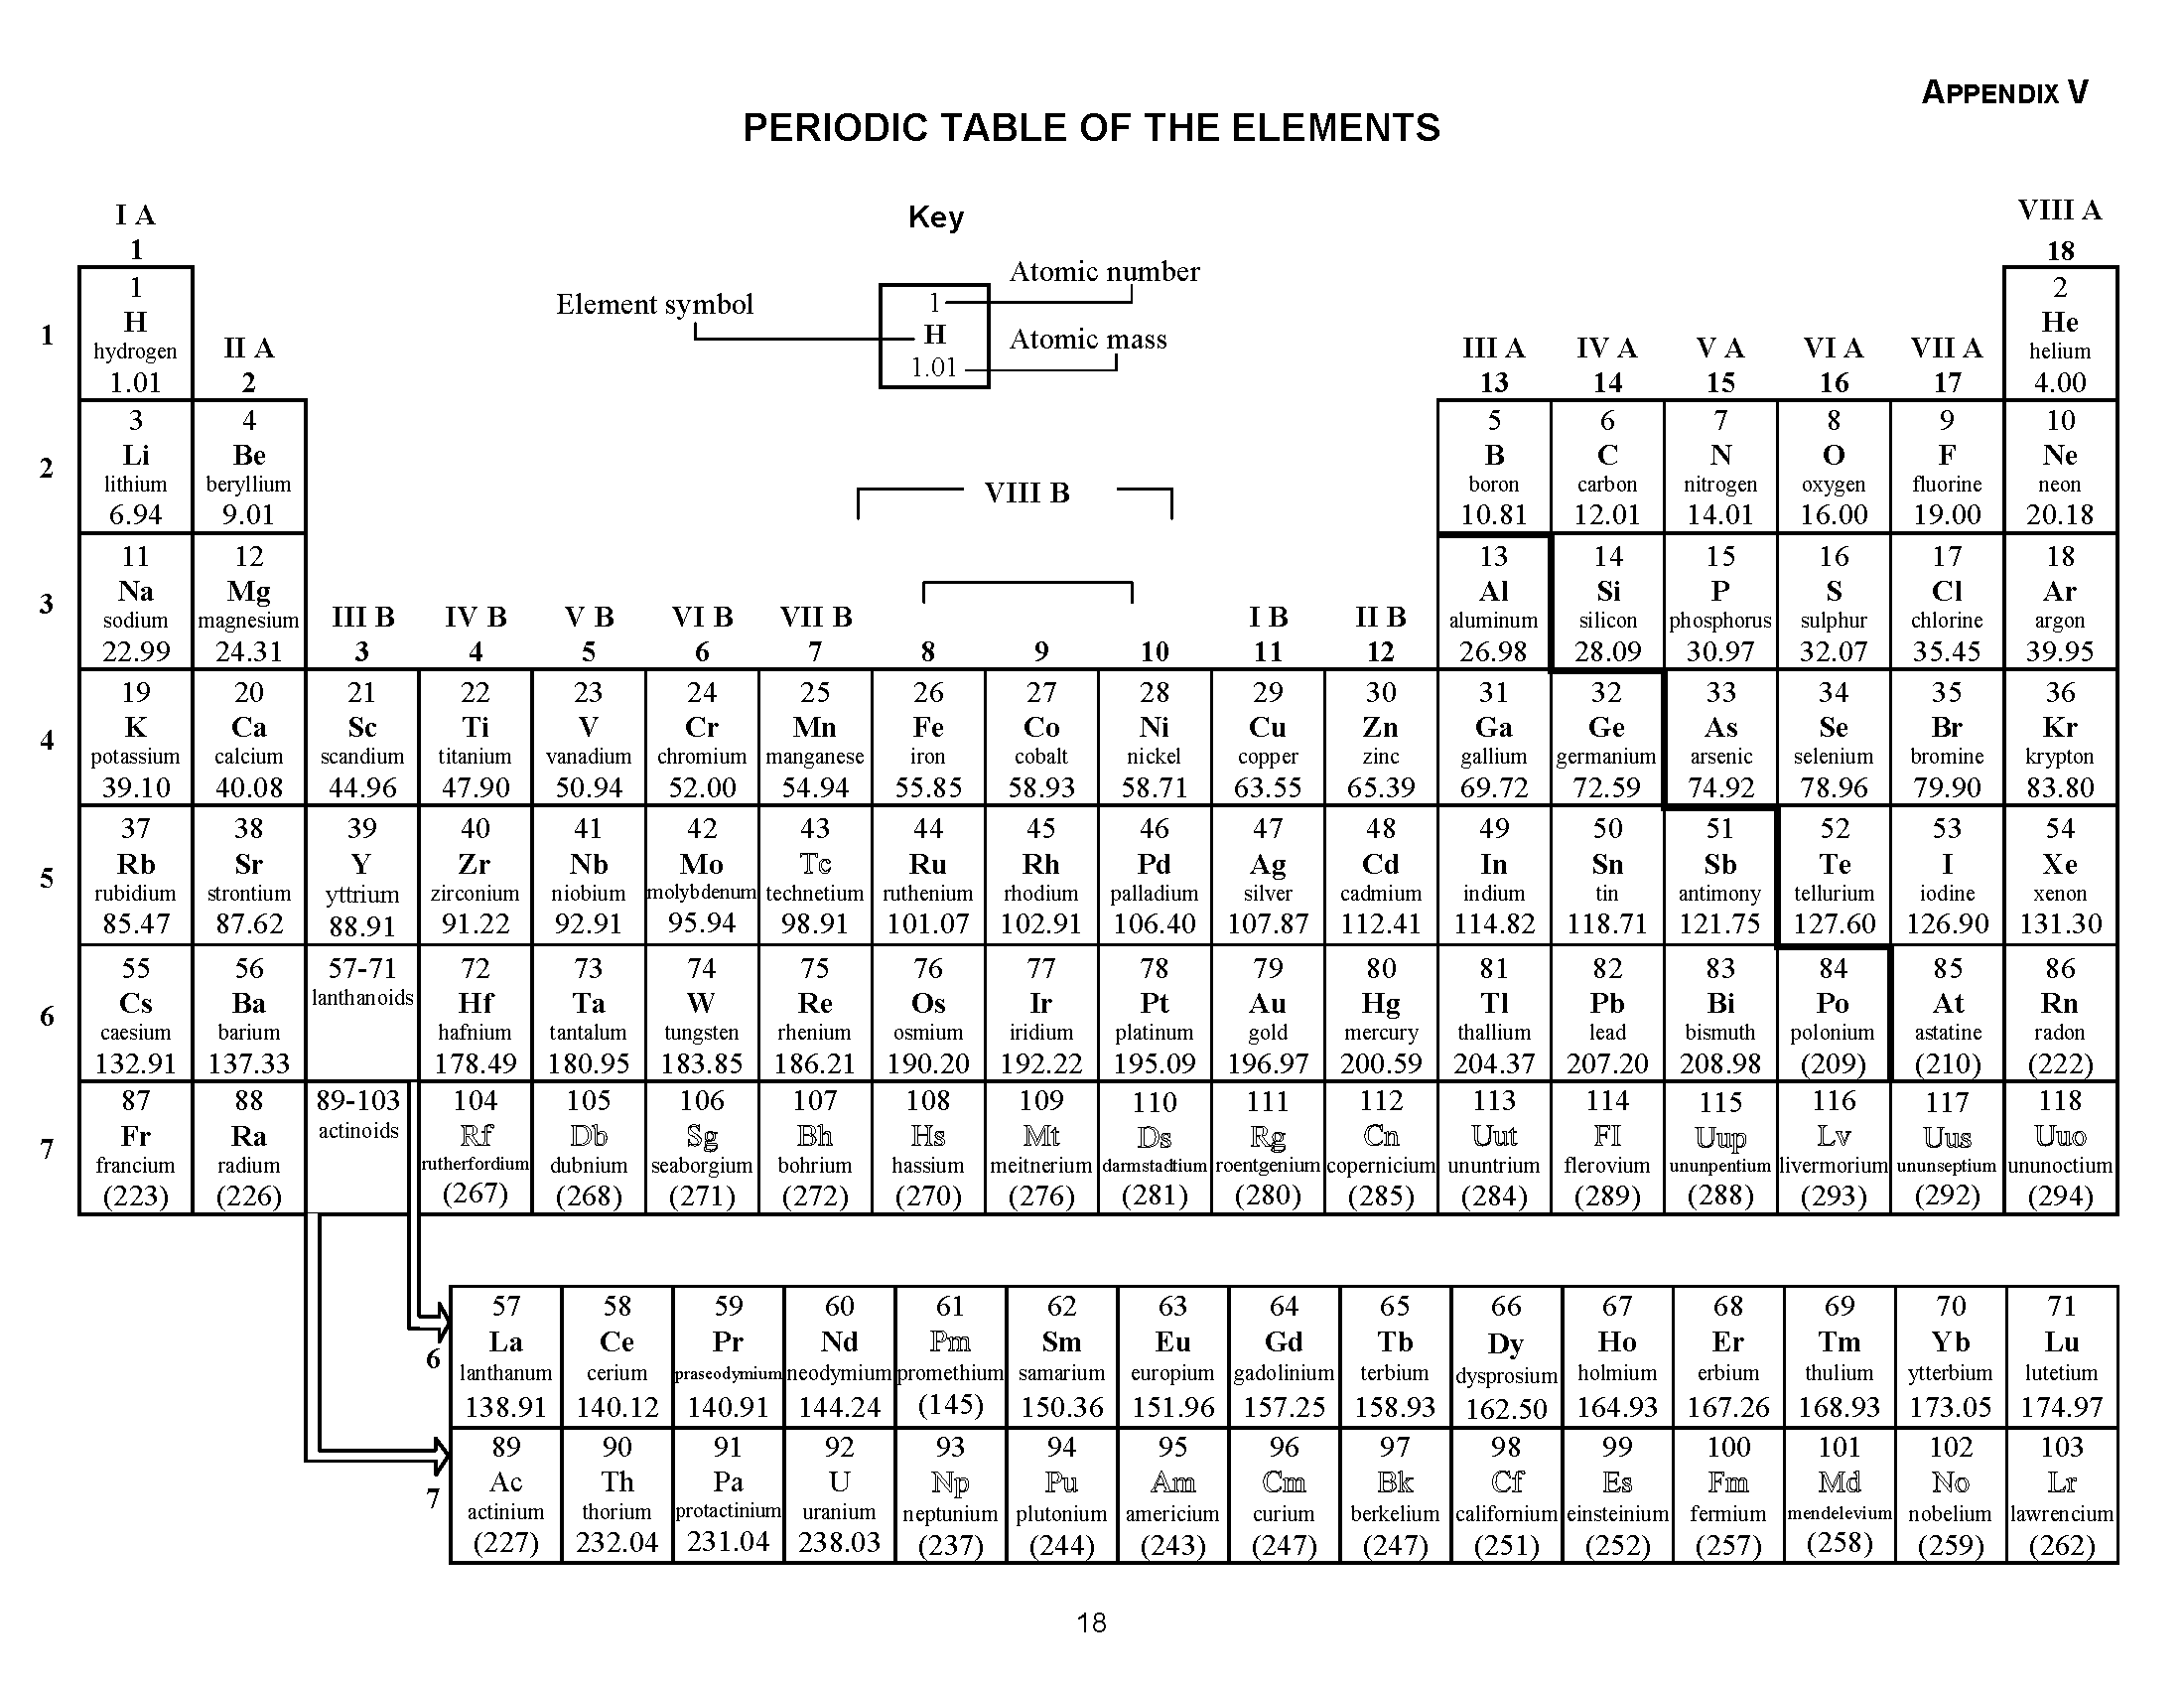 APPENDIX V
PERIODIC TABLE OF THE ELEMENTS
I A Key VIII A
1 18
Element symbol Atomic number
1 H 1.01 Atomic mass
1 1 2
H He
hydrogen II A III A IV A V A VI A VII A helium
1.01 2 13 14 15 16 17 4.00
3 4 5 6 7 8 9 10
2 Li Be B C N O F Ne
lithium beryllium VIII B boron carbon nitrogen oxygen fluorine neon
6.94 9.01 10.81 12.01 14.01 16.00 19.00 20.18
11 12 13 14 15 16 17 18
3 Na Mg Al Si P S Cl Ar
sodium magnesium III B IV B V B VI B VII B I B II B aluminum silicon phosphorus sulphur chlorine argon
22.99 24.31 3 4 5 6 7 8 9 10 11 12 26.98 28.09 30.97 32.07 35.45 39.95
19 20 21 22 23 24 25 26 27 28 29 30 31 32 33 34 35 36
4 K Ca Sc Ti V Cr Mn Fe Co Ni Cu Zn Ga Ge As Se Br Kr
potassium calcium scandium titanium vanadium chromium manganese iron cobalt nickel copper zinc gallium germanium arsenic selenium bromine krypton
39.10 40.08 44.96 47.90 50.94 52.00 54.94 55.85 58.93 58.71 63.55 65.39 69.72 72.59 74.92 78.96 79.90 83.80
37 38 39 40 41 42 43 44 45 46 47 48 49 50 51 52 53 54
5 Rb Sr Y Zr Nb Mo Tc Ru Rh Pd Ag Cd In Sn Sb Te I Xe
rubidium strontium yttrium zirconium niobium molybdenum technetium ruthenium rhodium palladium silver cadmium indium tin antimony tellurium iodine xenon
85.47 87.62 88.91 91.22 92.91 95.94 98.91 101.07 102.91 106.40 107.87 112.41 114.82 118.71 121.75 127.60 126.90 131.30
55 56 57-71 72 73 74 75 76 77 78 79 80 81 82 83 84 85 86
6 Cs Ba lanthanoids Hf Ta W Re Os Ir Pt Au Hg Tl Pb Bi Po At Rn
caesium barium hafnium tantalum tungsten rhenium osmium iridium platinum gold mercury thallium lead bismuth polonium astatine radon
132.91 137.33 178.49 180.95 183.85 186.21 190.20 192.22 195.09 196.97 200.59 204.37 207.20 208.98 (209) (210) (222)
87 88 89-103 104 105 106 107 108 109 110 111 112 113 114 115 116 117 118
7 Fr Ra actinoids Rf Db Sg Bh Hs Mt Ds Rg Cn Uut Fl Uup Lv Uus Uuo
francium radium rutherfordium dubnium seaborgium bohrium hassium meitnerium darmstadtium roentgenium copernicium ununtrium flerovium ununpentium livermorium ununseptium ununoctium
(223) (226) (267) (268) (271) (272) (270) (276) (281) (280) (285) (284) (289) (288) (293) (292) (294)
57 58 59 60 61 62 63 64 65 66 67 68 69 70 71
6 La Ce Pr Nd Pm Sm Eu Gd Tb Dy Ho Er Tm Yb Lu
lanthanum cerium praseodymium neodymium promethium samarium europium gadolinium terbium dysprosium holmium erbium thulium ytterbium lutetium
138.91 140.12 140.91 144.24 (145) 150.36 151.96 157.25 158.93 162.50 164.93 167.26 168.93 173.05 174.97
89 90 91 92 93 94 95 96 97 98 99 100 101 102 103
7 Ac Th Pa U Np Pu Am Cm Bk Cf Es Fm Md No Lr
actinium thorium protactinium uranium neptunium plutonium americium curium berkelium californium einsteinium fermium mendelevium nobelium lawrencium
(227) 232.04 231.04 238.03 (237) (244) (243) (247) (247) (251) (252) (257) (258) (259) (262)
18